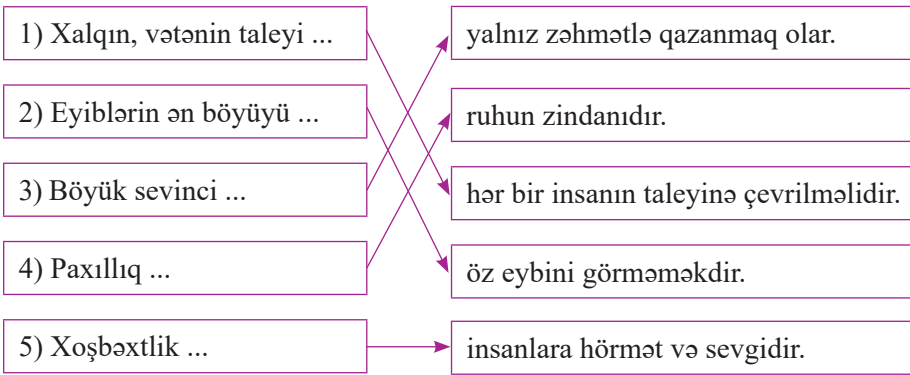 1) Xalqın, vətənin taleyi ...
yalnız zəhmətlə qazanmaq olar.
2) Eyiblərin ən böyüyü ...
ruhun zindanıdır.
3) Böyük sevinci ...
hər bir insanın taleyinə çevrilməlidir.
4) Paxıllıq ...
öz eybini görməməkdir.
5) Xoşbəxtlik ...
insanlara hörmət və sevgidir.